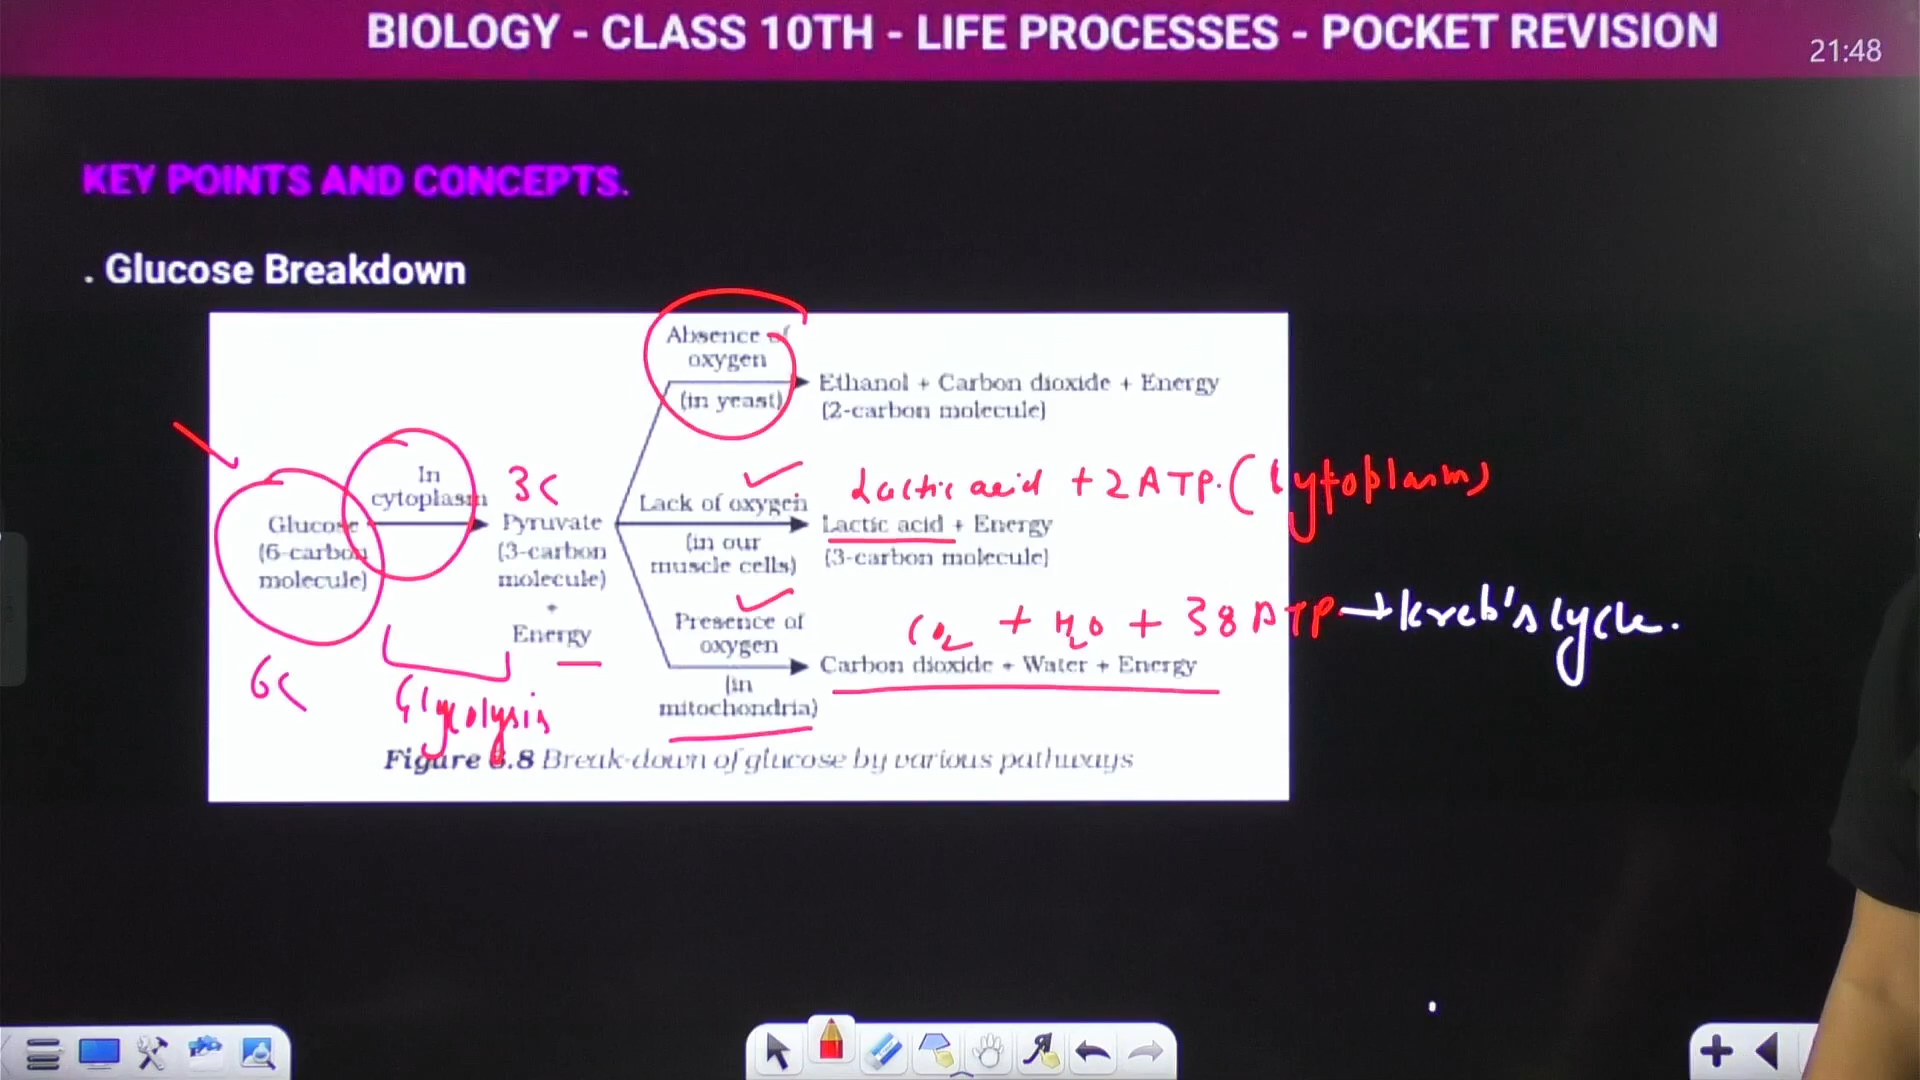 BIOLOGY - CLASS 10TH - LIFE PROCESSES - POCKET REVISION
21:48
KEY POINTS AND CONCEPTS.
. Glucose Breakdown
Absence of
oxygen
(in yeast)
Ethanol + Carbon dioxide + Energy
(2-carbon molecule)
In
cytoplasm
3C
Lack of oxygen
Lactic acid + 2 ATP. (Cytoplasm)
Glucose
(6-carbon
molecule)
Pyruvate
(3-carbon
molecule)
+
Energy
(in our
muscle cells)
Lactic acid + Energy
(3-carbon molecule)
Presence of
oxygen
CO2 + H2O + 38 ATP → Kreb's Cycle.
Carbon dioxide + Water + Energy
(in
mitochondria)
6C
Glycolysis
Figure 6.8 Break-down of glucose by various pathways